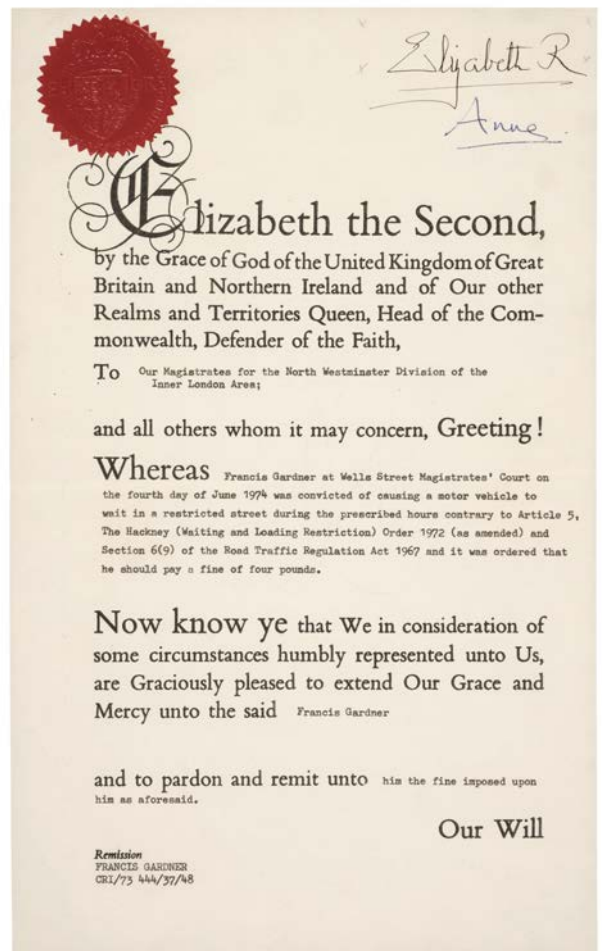 Elizabeth R
Anne
Elizabeth the Second,
by the Grace of God of the United Kingdom of Great
Britain and Northern Ireland and of Our other
Realms and Territories Queen, Head of the Com-
monwealth, Defender of the Faith,
To Our Magistrates for the North Westminster Division of the
Inner London Area;
and all others whom it may concern, Greeting!
Whereas Francis Gardner at Wells Street Magistrates' Court on
the fourth day of June 1974 was convicted of causing a motor vehicle to
wait in a restricted street during the prescribed hours contrary to Article 5,
The Hackney (Waiting and Loading Restriction) Order 1972 (as amended) and
Section 6(9) of the Road Traffic Regulation Act 1967 and it was ordered that
he should pay a fine of four pounds.
Now know ye that We in consideration of
some circumstances humbly represented unto Us,
are Graciously pleased to extend Our Grace and
Mercy unto the said Francis Gardner
and to pardon and remit unto him the fine imposed upon
him as aforesaid.
Our Will
Remission
FRANCIS GARDNER
CRI/73 444/37/48